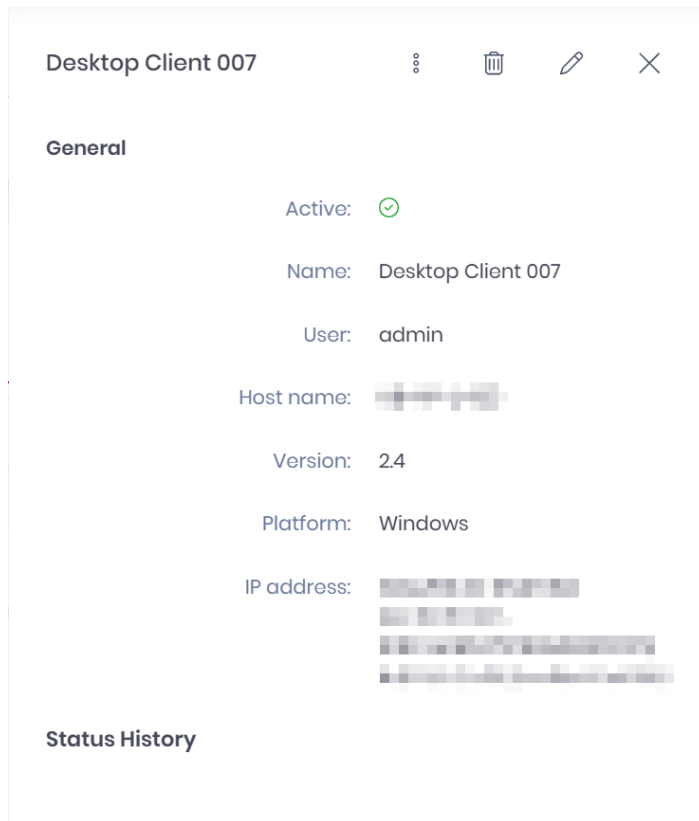 Desktop Client 007
General
Active:
Name: Desktop Client 007
User: admin
Host name:
Version: 2.4
Platform: Windows
IP address:
Status History